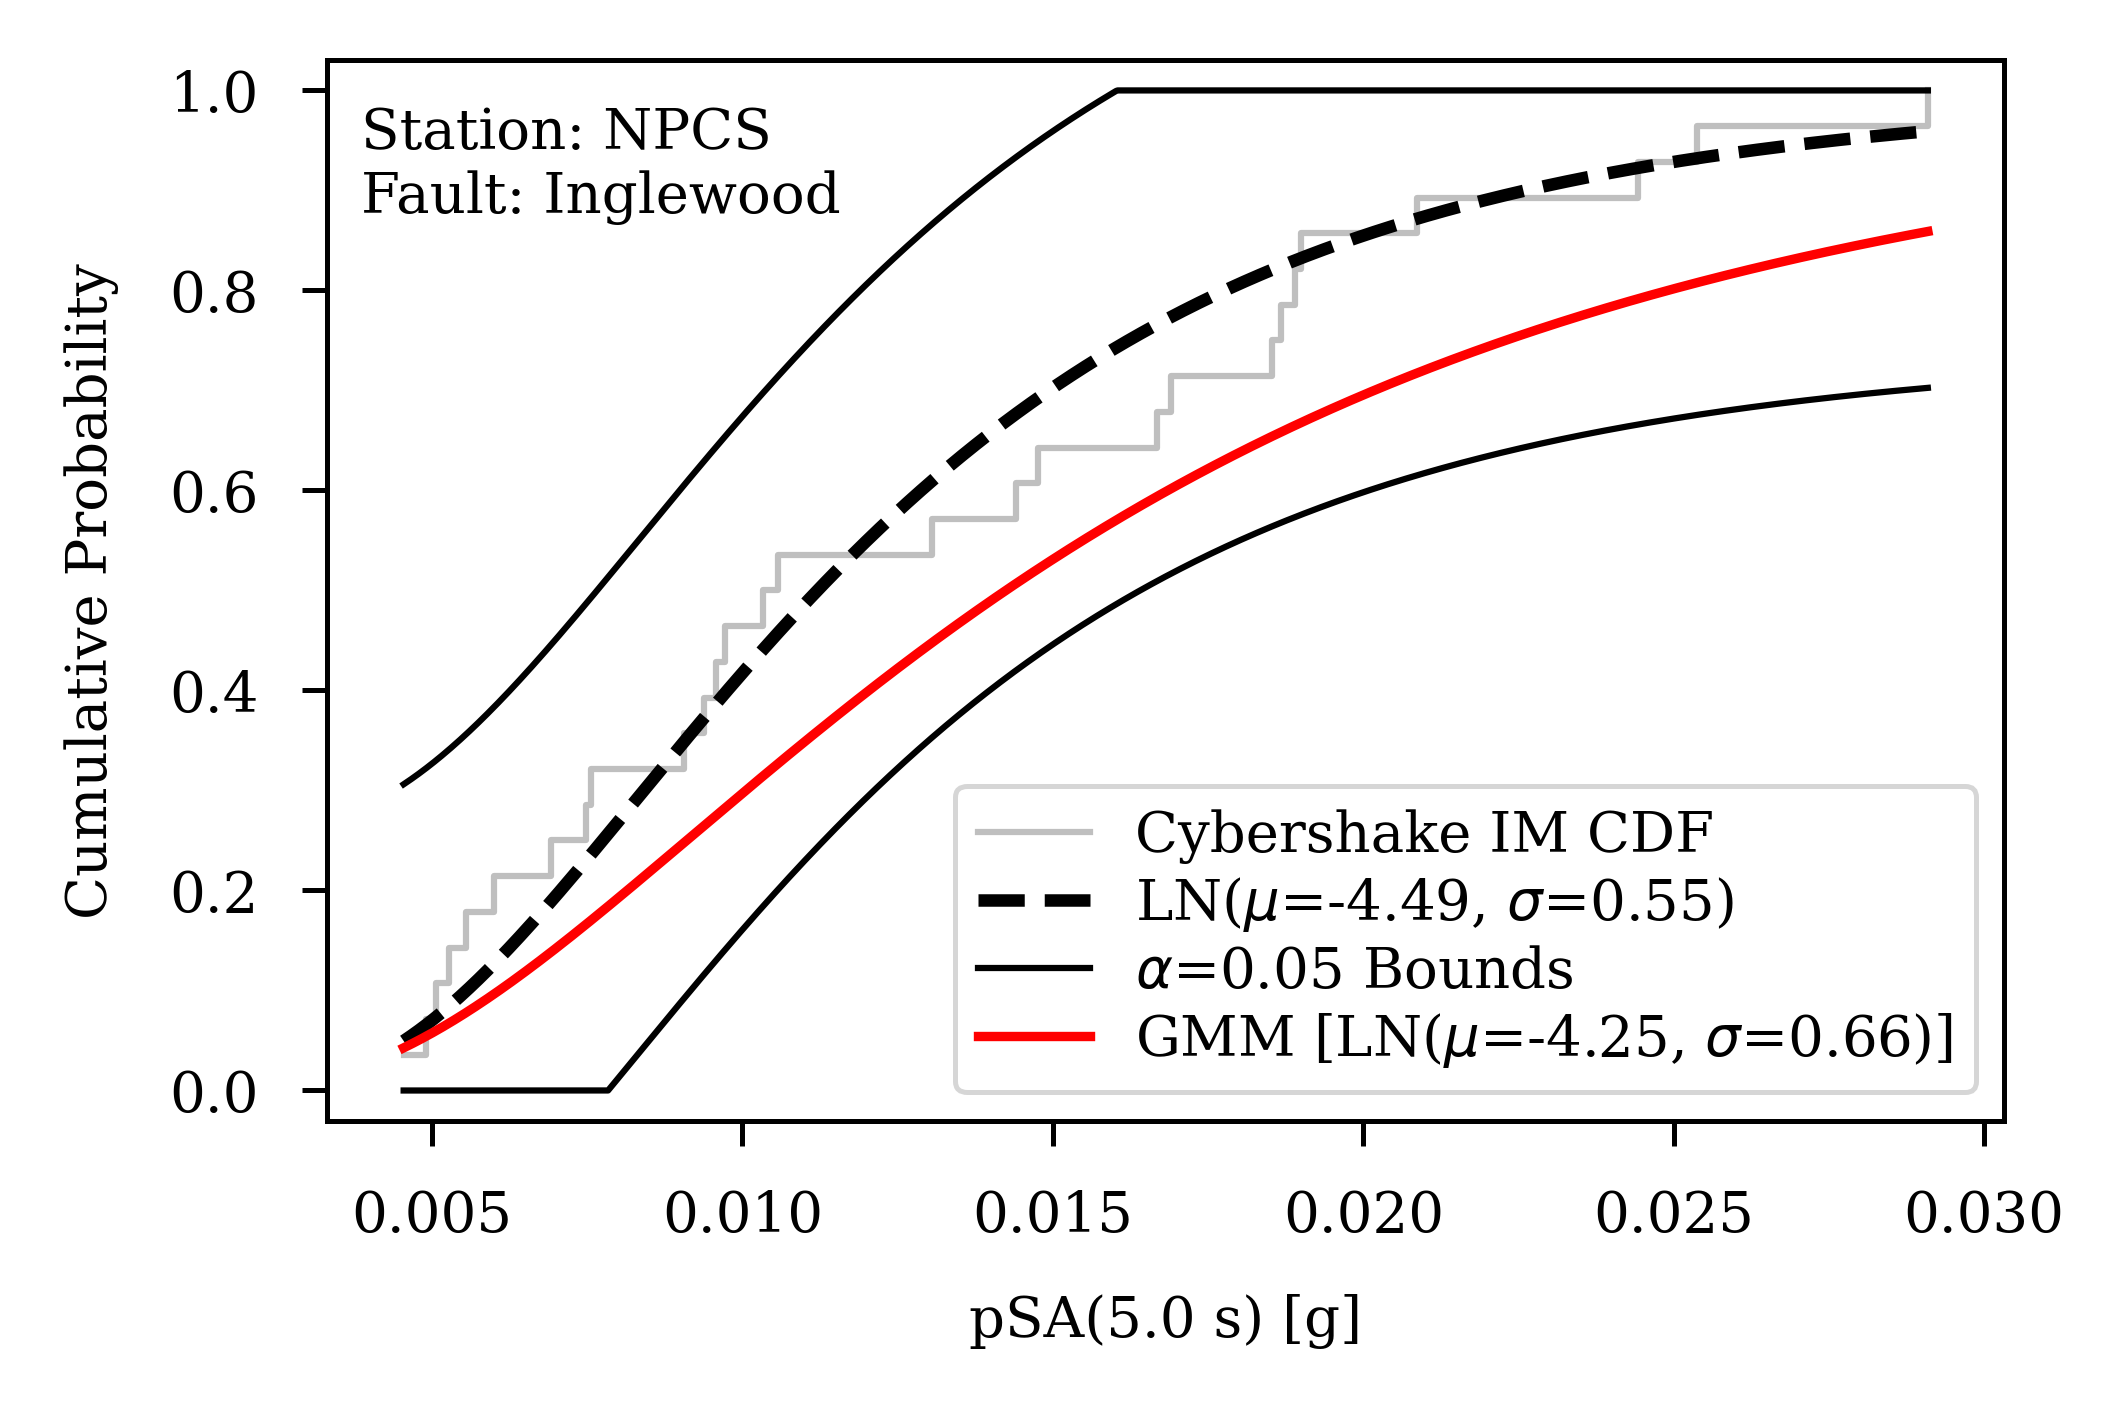 Station: NPCS
Fault: Inglewood
1.0
0.8
0.6
0.4
0.2
0.0
Cumulative Probability
Cybershake IM CDF
LN(μ=-4.49, σ=0.55)
α=0.05 Bounds
GMM [LN(μ=-4.25, σ=0.66)]
0.005 0.010 0.015 0.020 0.025 0.030
pSA(5.0 s) [g]